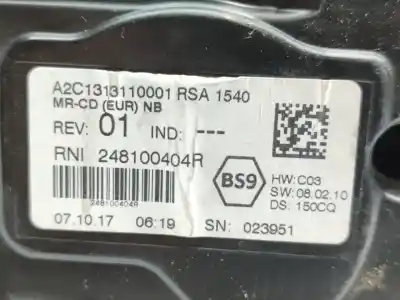 A2C1313110001 RSA 1540
MR-CD (EUR) NB
REV: 01 IND: ---
RNI 248100404R
BS9
HW: C03
SW: 08.02.10
DS: 150CQ
248100404R
07.10.17 06:19 SN: 023951